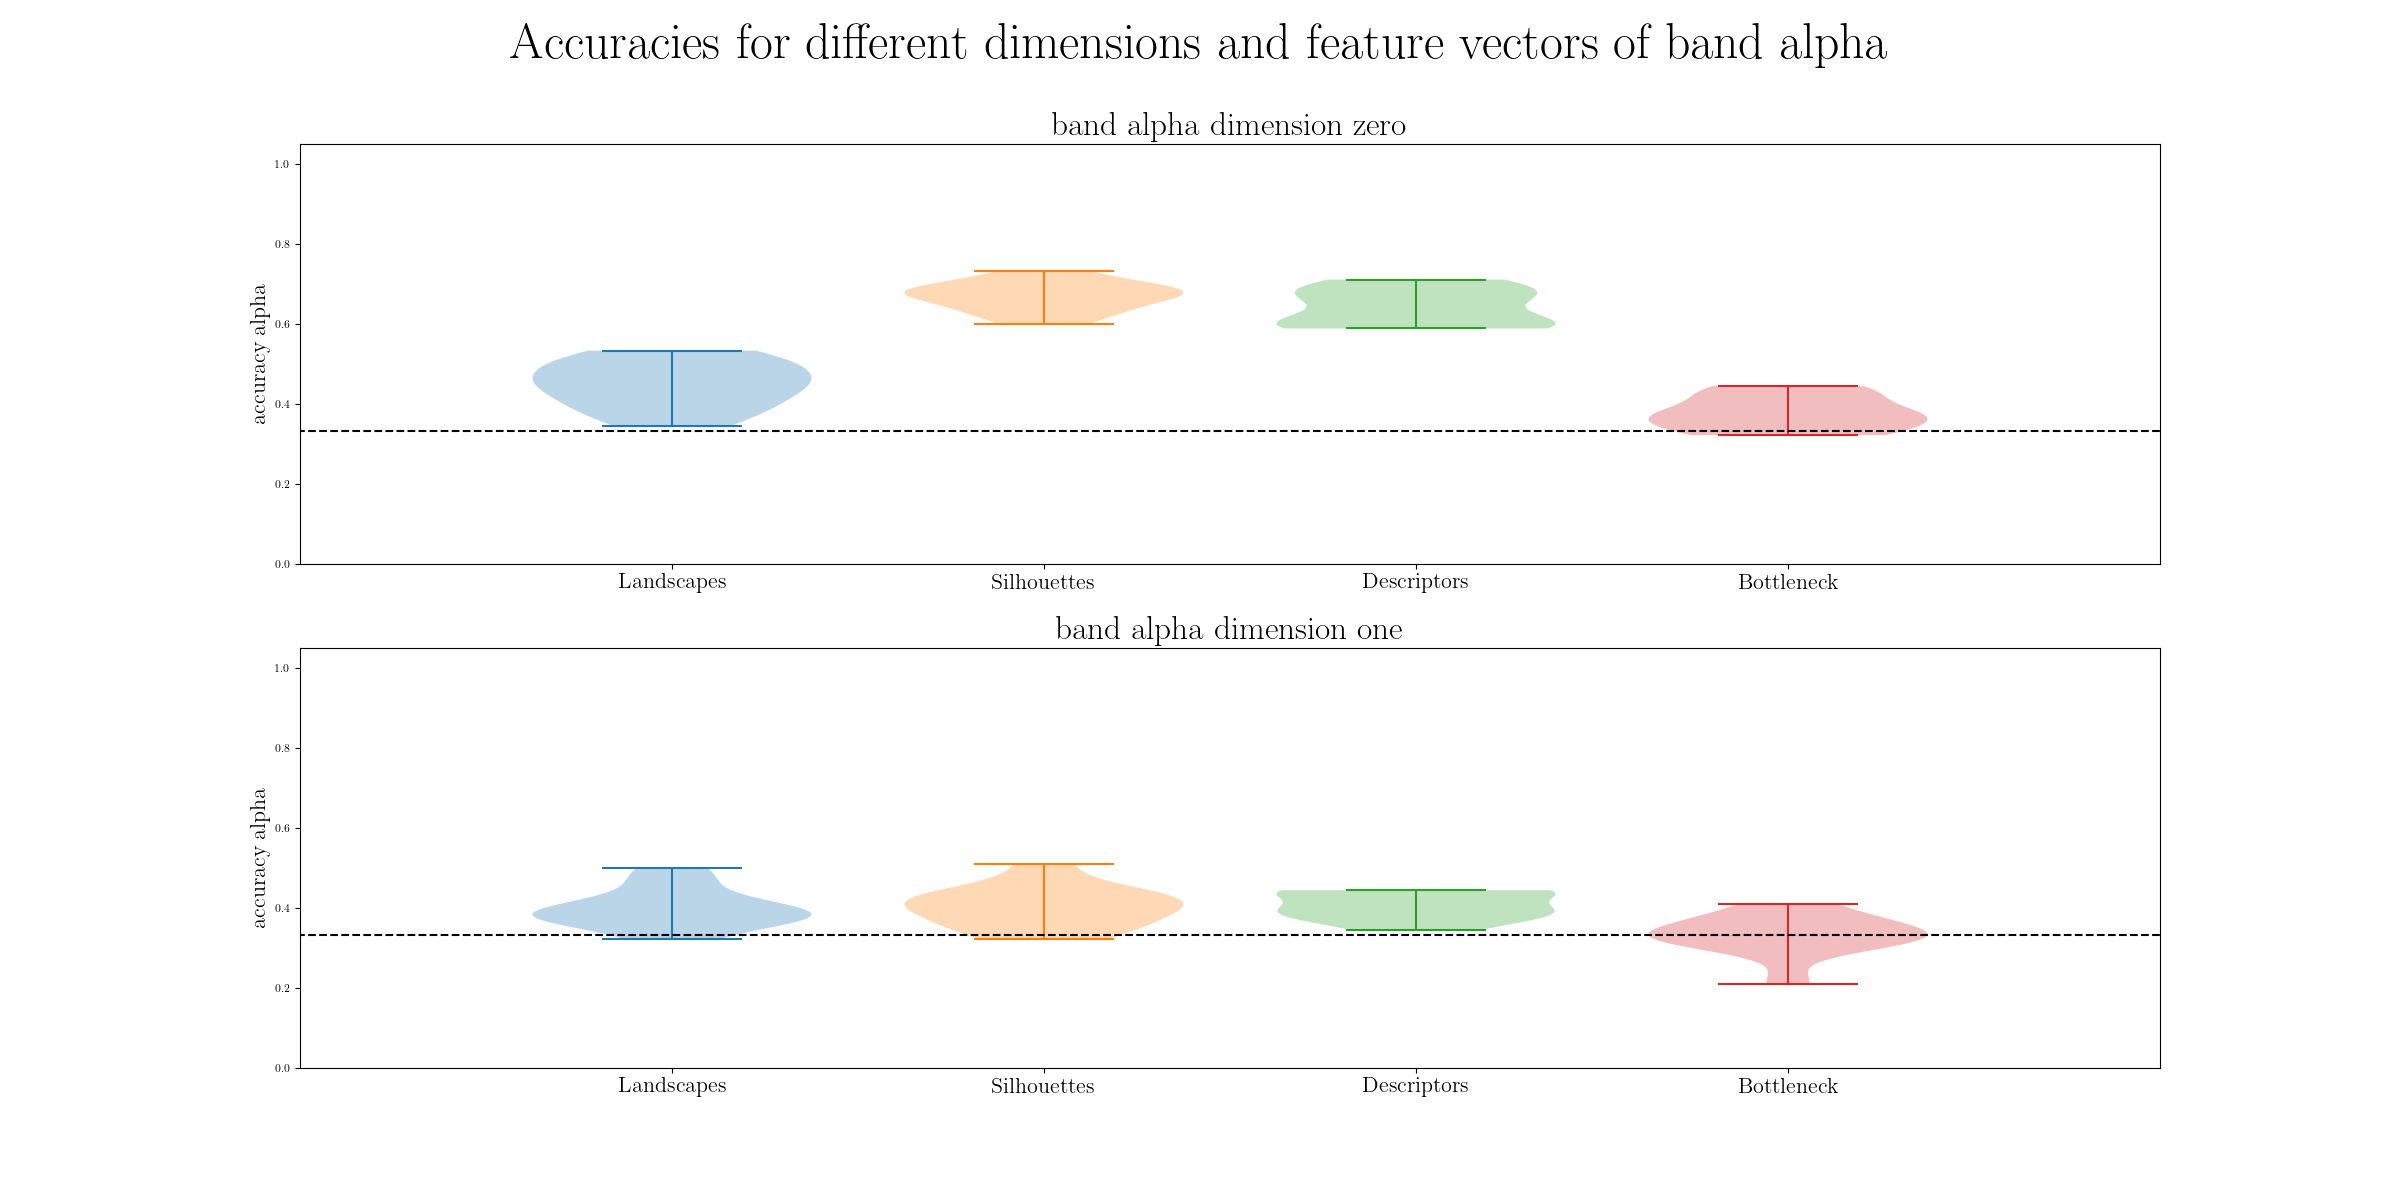 Accuracies for different dimensions and feature vectors of band alpha
band alpha dimension zero
accuracy alpha
1.0
0.8
0.6
0.4
0.2
0.0
Landscapes Silhouettes Descriptors Bottleneck
band alpha dimension one
accuracy alpha
1.0
0.8
0.6
0.4
0.2
0.0
Landscapes Silhouettes Descriptors Bottleneck